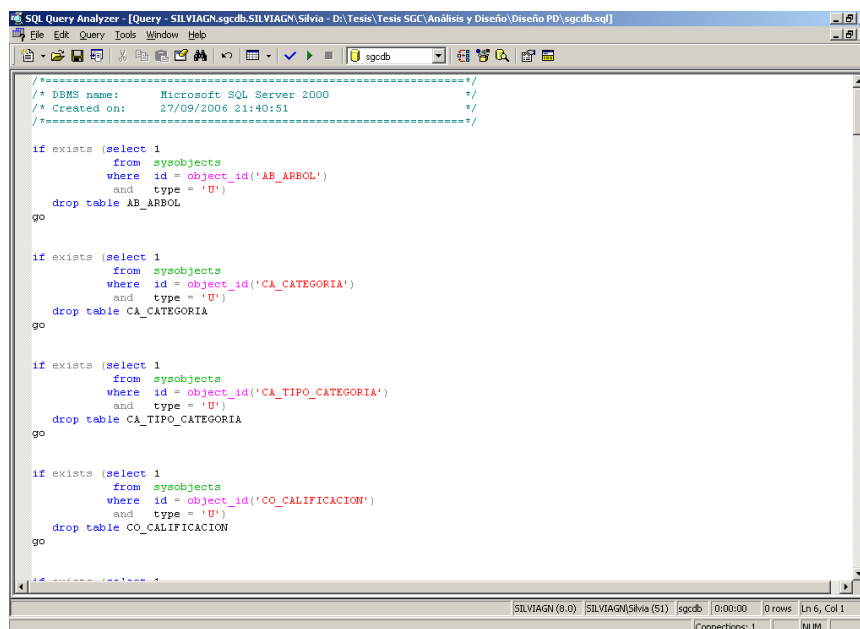 SQL Query Analyzer - [Query - SILVIAGN.sgcdb.SILVIAGN\Silvia - D:\Tesis\Tesis SGC\Análisis y Diseño\Diseño PD\sgcdb.sql]
File Edit Query Tools Window Help
sgcdb
/*==============================================================*/
/* DBMS name:      Microsoft SQL Server 2000                    */
/* Created on:     27/09/2006 21:40:51                          */
/*==============================================================*/
if exists (select 1
            from  sysobjects
           where  id = object_id('AB_ARBOL')
            and   type = 'U')
   drop table AB_ARBOL
go
if exists (select 1
            from  sysobjects
           where  id = object_id('CA_CATEGORIA')
            and   type = 'U')
   drop table CA_CATEGORIA
go
if exists (select 1
            from  sysobjects
           where  id = object_id('CA_TIPO_CATEGORIA')
            and   type = 'U')
   drop table CA_TIPO_CATEGORIA
go
if exists (select 1
            from  sysobjects
           where  id = object_id('CO_CALIFICACION')
            and   type = 'U')
   drop table CO_CALIFICACION
go
if exists (select 1
SILVIAGN (8.0) SILVIAGN\Silvia (51) sgcdb 0:00:00 0 rows Ln 6, Col 1
Connections: 1 NUM